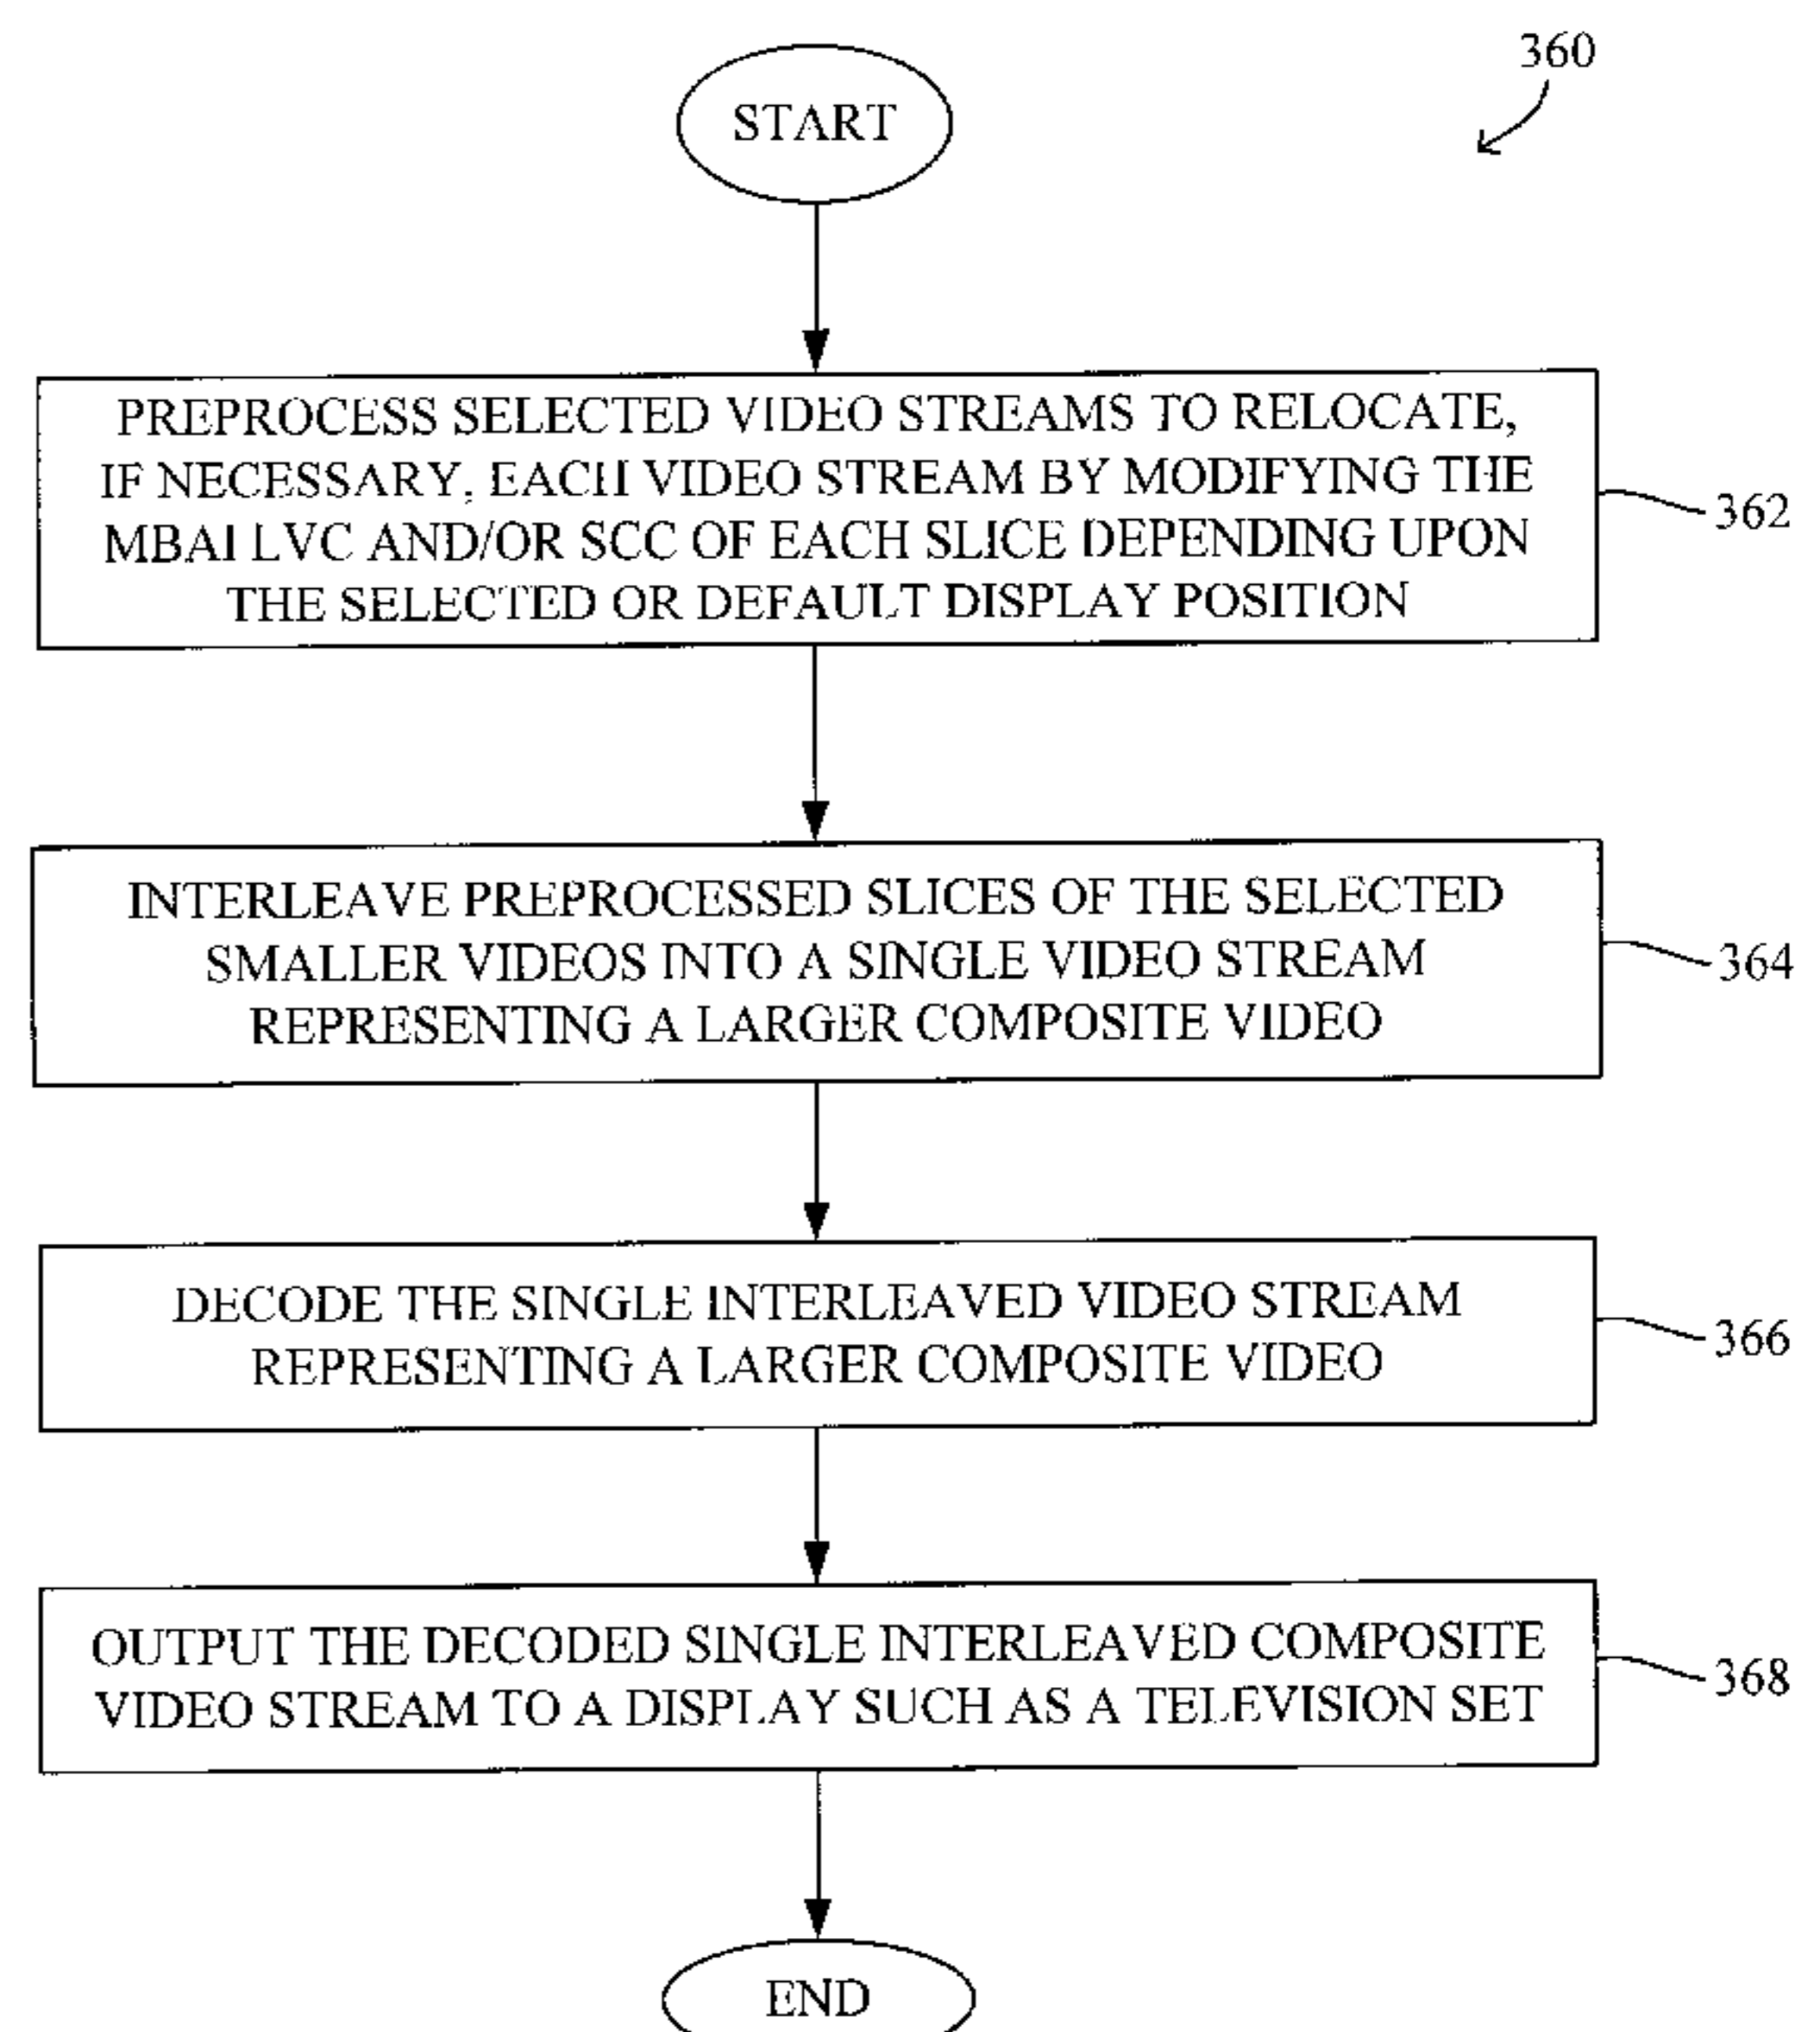 360
START
PREPROCESS SELECTED VIDEO STREAMS TO RELOCATE,
IF NECESSARY, EACH VIDEO STREAM BY MODIFYING THE
MBAI LVC AND/OR SCC OF EACH SLICE DEPENDING UPON
THE SELECTED OR DEFAULT DISPLAY POSITION
362
INTERLEAVE PREPROCESSED SLICES OF THE SELECTED
SMALLER VIDEOS INTO A SINGLE VIDEO STREAM
REPRESENTING A LARGER COMPOSITE VIDEO
364
DECODE THE SINGLE INTERLEAVED VIDEO STREAM
REPRESENTING A LARGER COMPOSITE VIDEO
366
OUTPUT THE DECODED SINGLE INTERLEAVED COMPOSITE
VIDEO STREAM TO A DISPLAY SUCH AS A TELEVISION SET
368
END